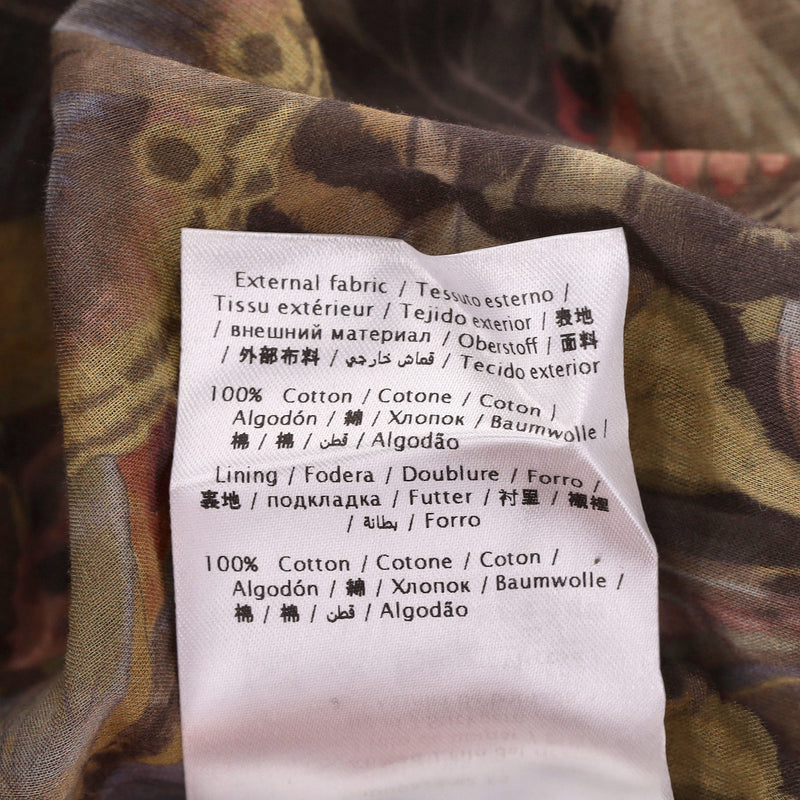 External fabric / Tessuto esterno /
Tissu extérieur / Tejido exterior / 表地
/ внешний материал / Oberstoff / 面料
/ 外部布料 / قماش خارجي / Tecido exterior
100% Cotton / Cotone / Coton /
Algodón / 綿 / Хлопок / Baumwolle /
棉 / 棉 / قطن / Algodão
Lining / Fodera / Doublure / Forro /
裏地 / подкладка / Futter / 衬里 / 襯裡
/ بطانة / Forro
100% Cotton / Cotone / Coton /
Algodón / 綿 / Хлопок / Baumwolle /
棉 / 棉 / قطن / Algodão